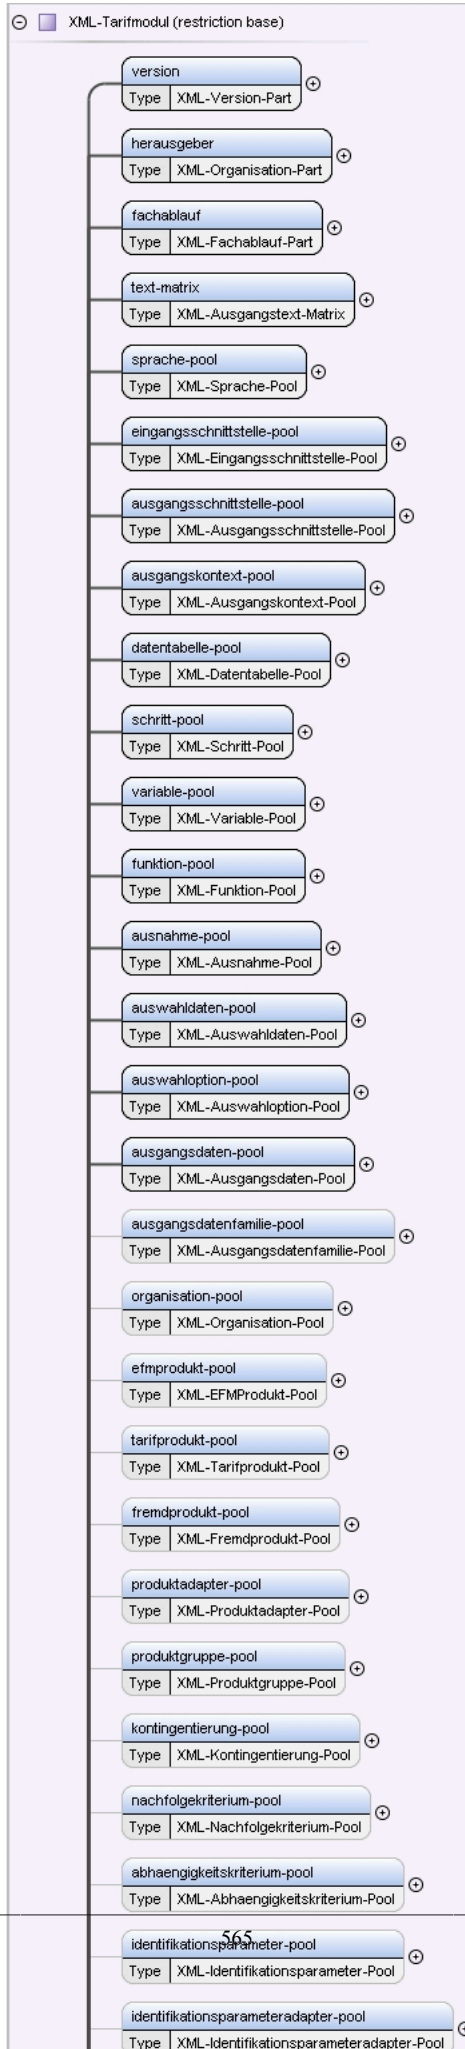 XML-Tarifmodul (restriction base)
version
Type XML-Version-Part
herausgeber
Type XML-Organisation-Part
fachablauf
Type XML-Fachablauf-Part
text-matrix
Type XML-Ausgangstext-Matrix
sprache-pool
Type XML-Sprache-Pool
eingangsschnittstelle-pool
Type XML-Eingangsschnittstelle-Pool
ausgangsschnittstelle-pool
Type XML-Ausgangsschnittstelle-Pool
ausgangskontext-pool
Type XML-Ausgangskontext-Pool
datentabelle-pool
Type XML-Datentabelle-Pool
schritt-pool
Type XML-Schritt-Pool
variable-pool
Type XML-Variable-Pool
funktion-pool
Type XML-Funktion-Pool
ausnahme-pool
Type XML-Ausnahme-Pool
auswahldaten-pool
Type XML-Auswahldaten-Pool
auswahloption-pool
Type XML-Auswahloption-Pool
ausgangsdaten-pool
Type XML-Ausgangsdaten-Pool
ausgangsdatenfamilie-pool
Type XML-Ausgangsdatenfamilie-Pool
organisation-pool
Type XML-Organisation-Pool
efmprodukt-pool
Type XML-EFMProdukt-Pool
tarifprodukt-pool
Type XML-Tarifprodukt-Pool
fremdprodukt-pool
Type XML-Fremdprodukt-Pool
produktadapter-pool
Type XML-Produktadapter-Pool
produktgruppe-pool
Type XML-Produktgruppe-Pool
kontingentierung-pool
Type XML-Kontingentierung-Pool
nachfolgekriterium-pool
Type XML-Nachfolgekriterium-Pool
abhaengigkeitskriterium-pool
Type XML-Abhaengigkeitskriterium-Pool
565
identifikationsparameter-pool
Type XML-Identifikationsparameter-Pool
identifikationsparameteradapter-pool
Type XML-Identifikationsparameteradapter-Pool